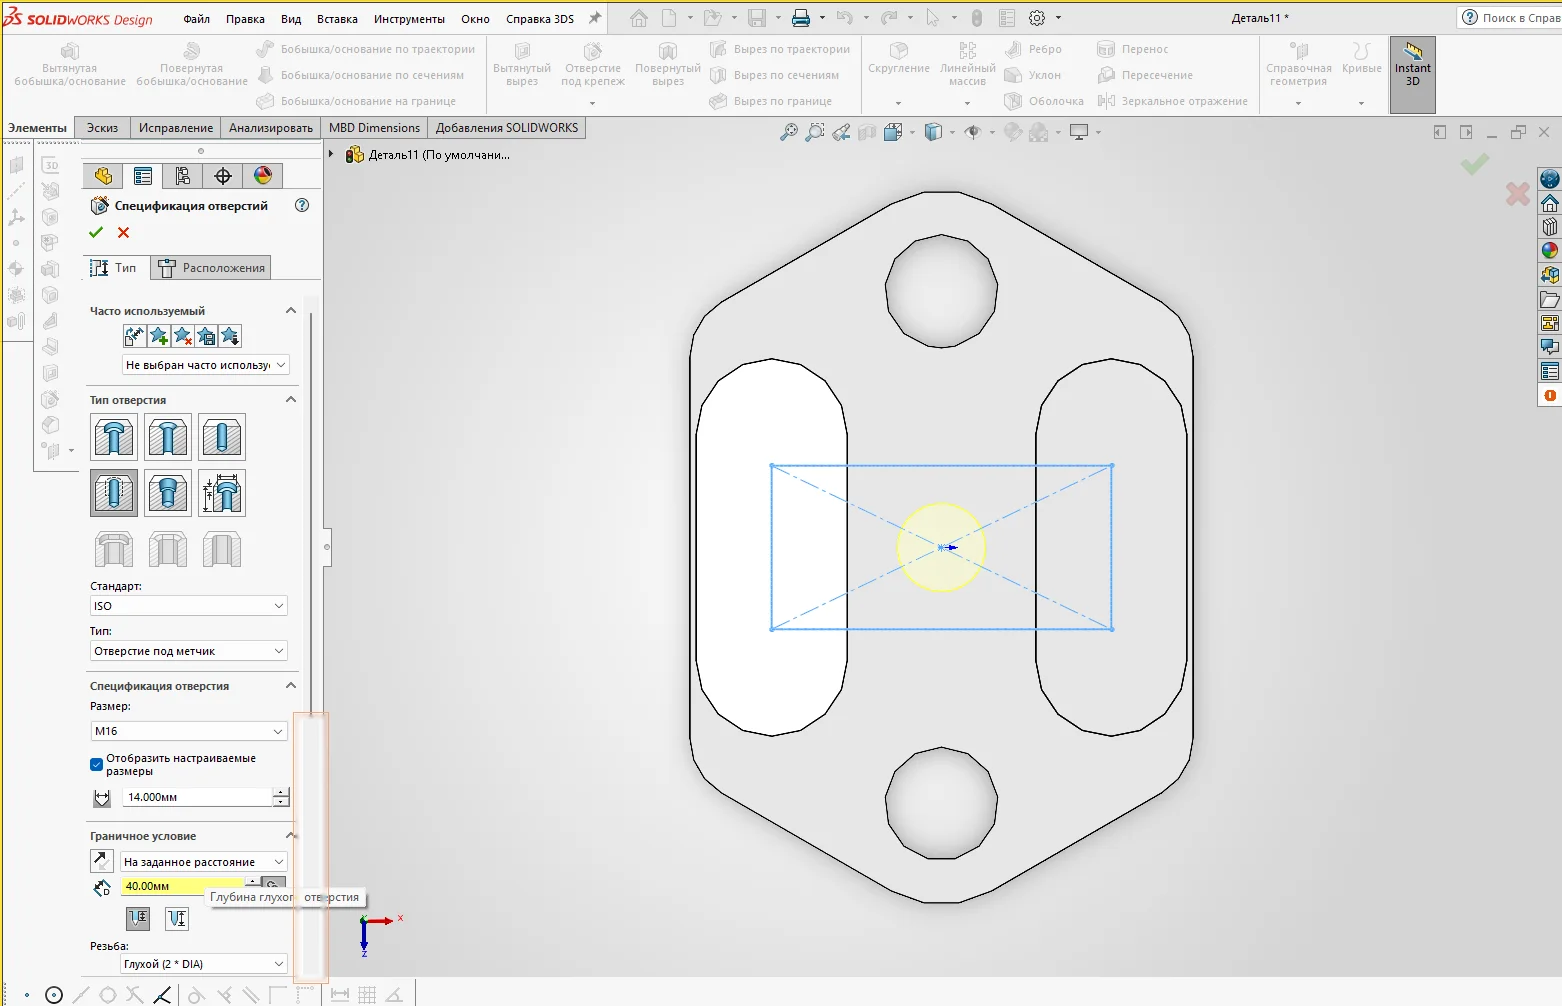 SOLIDWORKS Design
Файл Правка Вид Вставка Инструменты Окно Справка 3DS
Деталь11 *
Поиск в Справ
Вытянутая бобышка/основание
Повернутая бобышка/основание
Бобышка/основание по траектории
Бобышка/основание по сечениям
Бобышка/основание на границе
Вытянутый вырез
Отверстие под крепеж
Повернутый вырез
Вырез по траектории
Вырез по сечениям
Вырез по границе
Скругление
Линейный массив
Ребро
Уклон
Оболочка
Перенос
Пересечение
Зеркальное отражение
Справочная геометрия
Кривые
Instant 3D
Элементы Эскиз Исправление Анализировать MBD Dimensions Добавления SOLIDWORKS
Деталь11 (По умолчани...
3D
Спецификация отверстий
Тип Расположения
Часто используемый
Не выбран часто использу
Тип отверстия
Стандарт:
ISO
Тип:
Отверстие под метчик
Спецификация отверстия
Размер:
M16
Отобразить настраиваемые
размеры
14.000мм
Граничное условие
На заданное расстояние
40.00мм
Глубина глухог отверстия
Резьба:
Глухой (2 * DIA)
X
Z